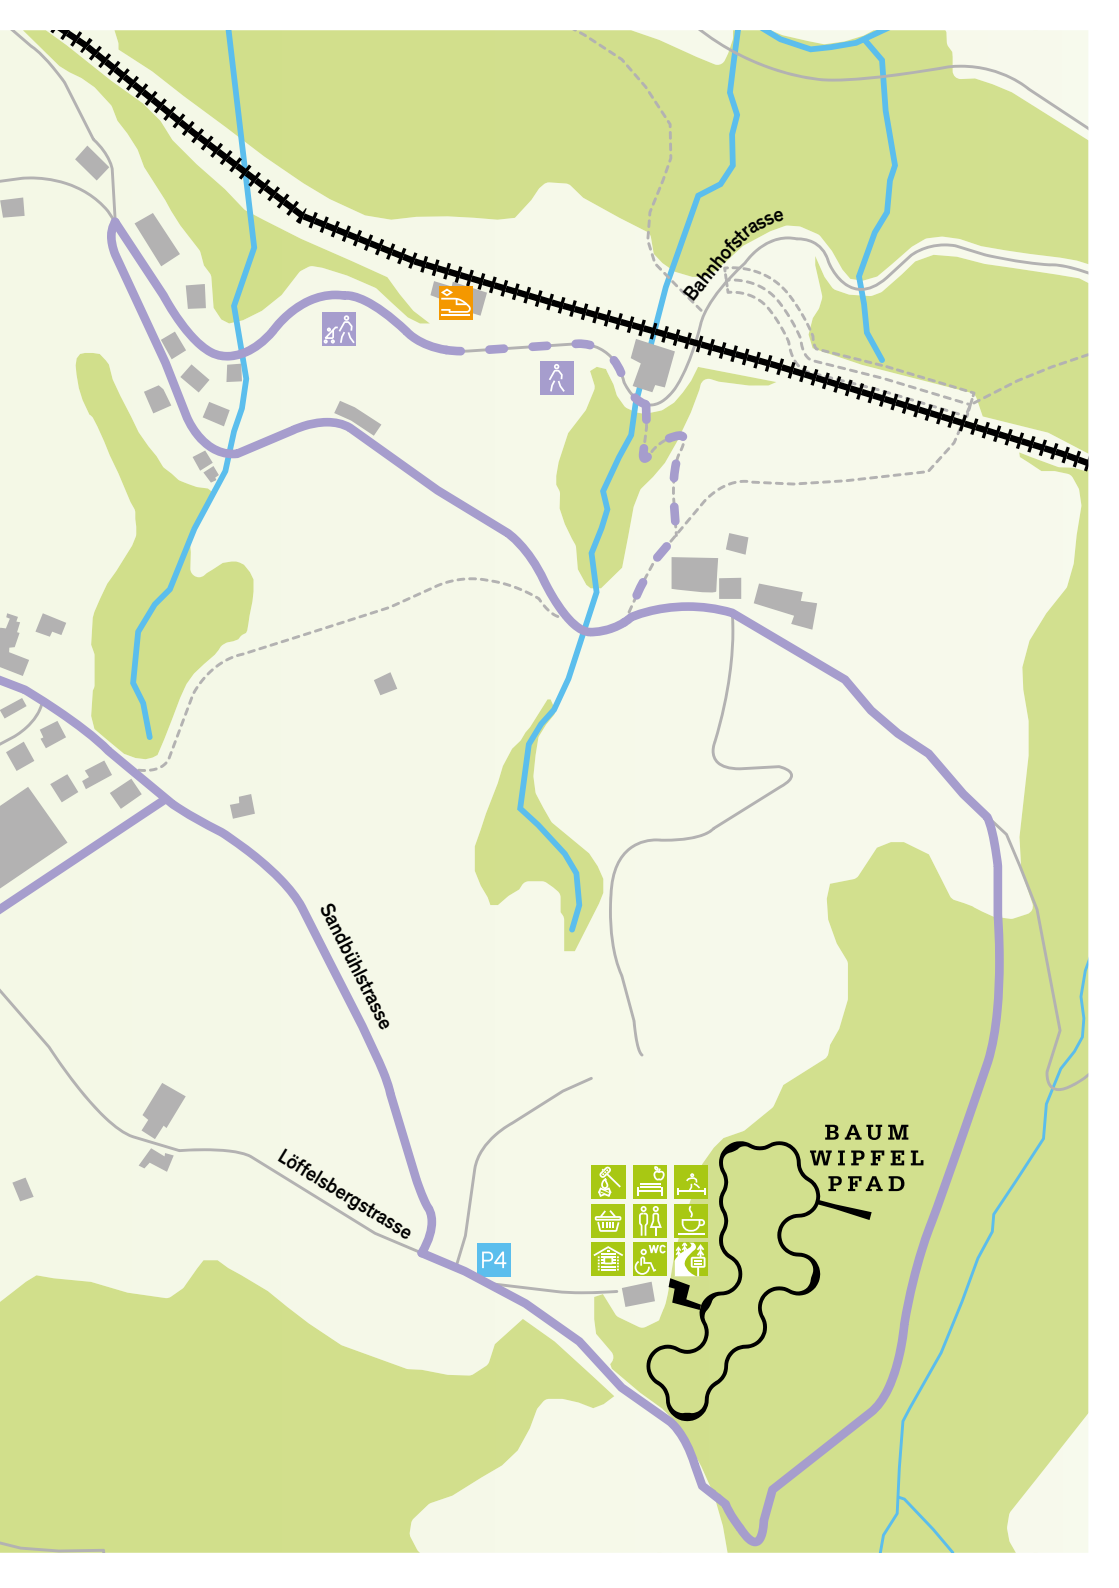 Bahnhofstrasse
Sandbühlstrasse
BAUM
WIPFEL
PFAD
Löffelsbergstrasse
WC
P4